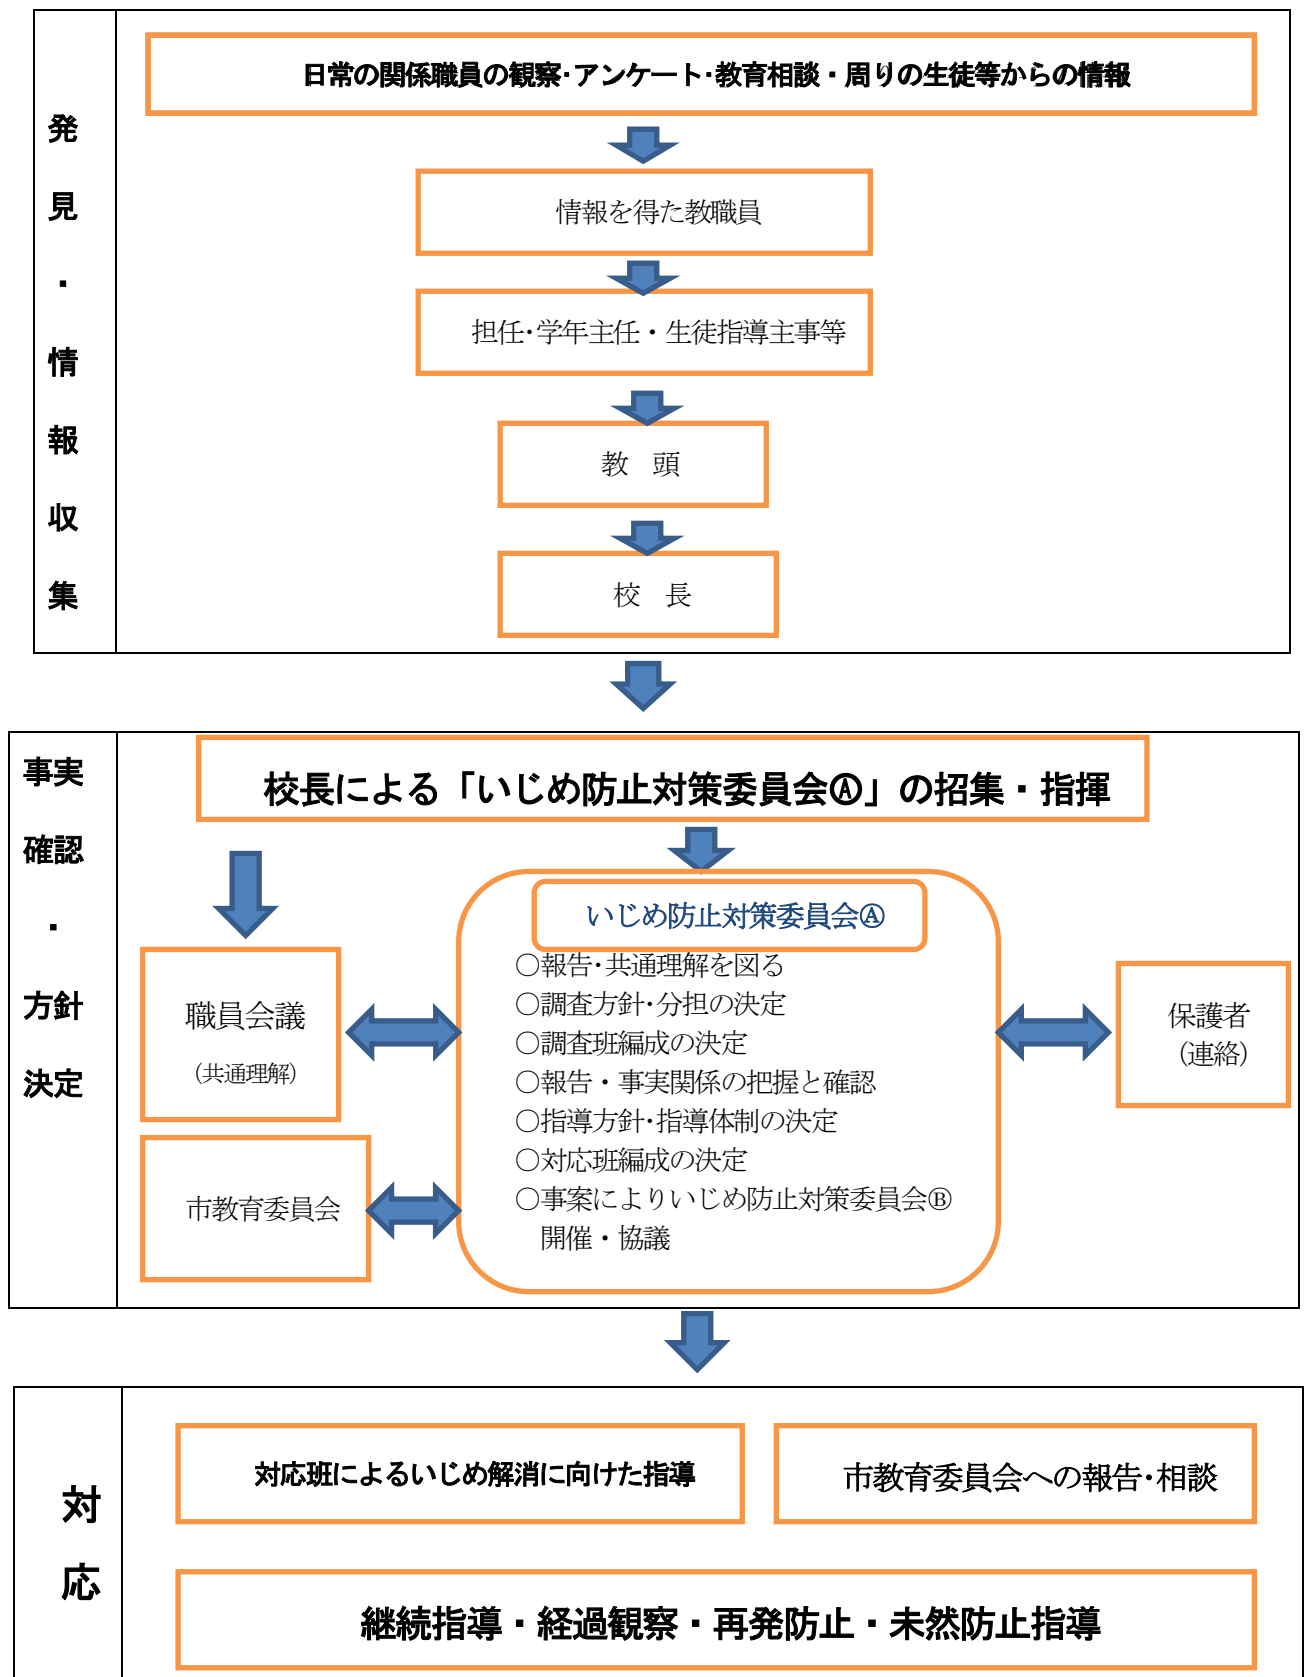 発見・情報収集
日常の関係職員の観察･アンケート･教育相談・周りの生徒等からの情報
情報を得た教職員
担任･学年主任・生徒指導主事等
教　頭
校　長
事実確認・方針決定
校長による「いじめ防止対策委員会Ⓐ」の招集・指揮
いじめ防止対策委員会Ⓐ
○報告･共通理解を図る
○調査方針･分担の決定
○調査班編成の決定
○報告・事実関係の把握と確認
○指導方針･指導体制の決定
○対応班編成の決定
○事案によりいじめ防止対策委員会Ⓑ
開催・協議
職員会議
（共通理解）
市教育委員会
保護者
（連絡）
対応
対応班によるいじめ解消に向けた指導
市教育委員会への報告･相談
継続指導・経過観察・再発防止・未然防止指導